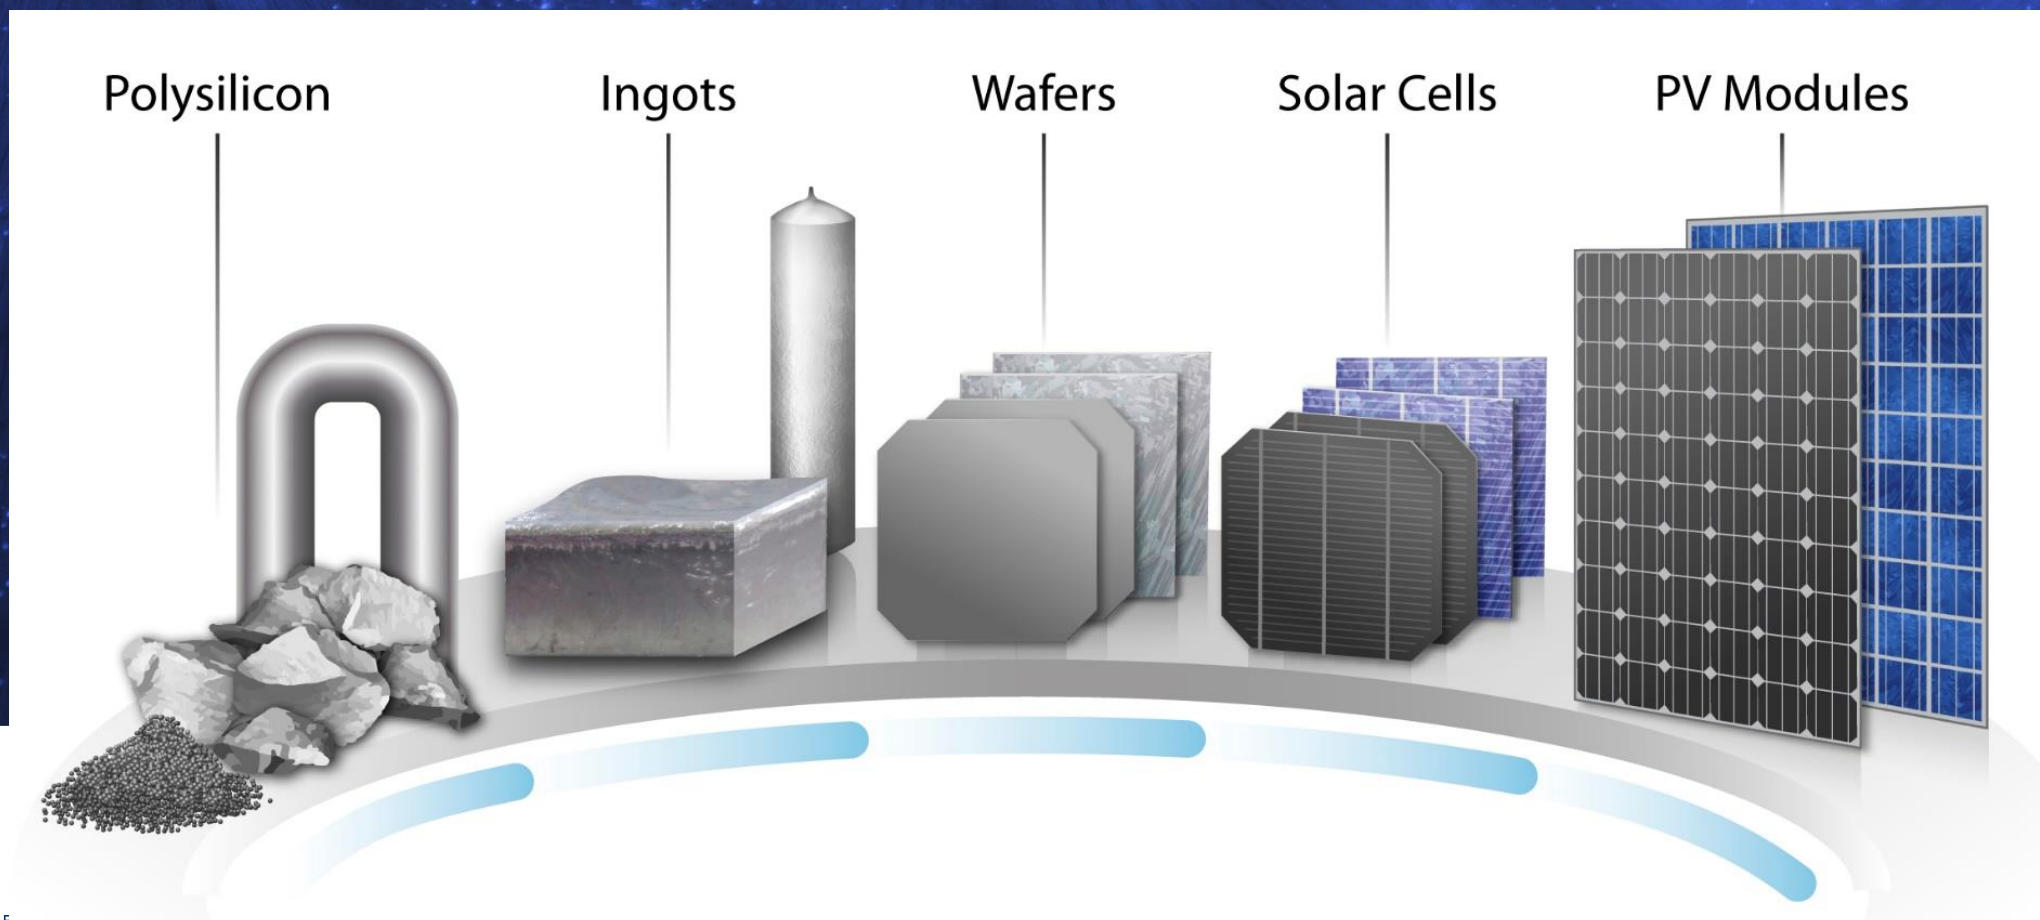 Polysilicon
Ingots
Wafers
Solar Cells
PV Modules